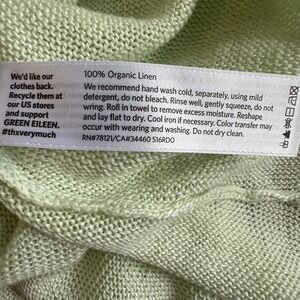 We'd like our
clothes back.
Recycle them at
our US stores
and support
GREEN EILEEN.
#thxverymuch
100% Organic Linen
We recommend hand wash cold, separately, using mild
detergent, do not bleach. Rinse well, gently squeeze, do not
wring. Roll in towel to remove excess moisture. Reshape
and lay flat to dry. Cool iron if necessary. Color transfer may
occur with wearing and washing. Do not dry clean.
RN#78121/CA#34460 S16RDO